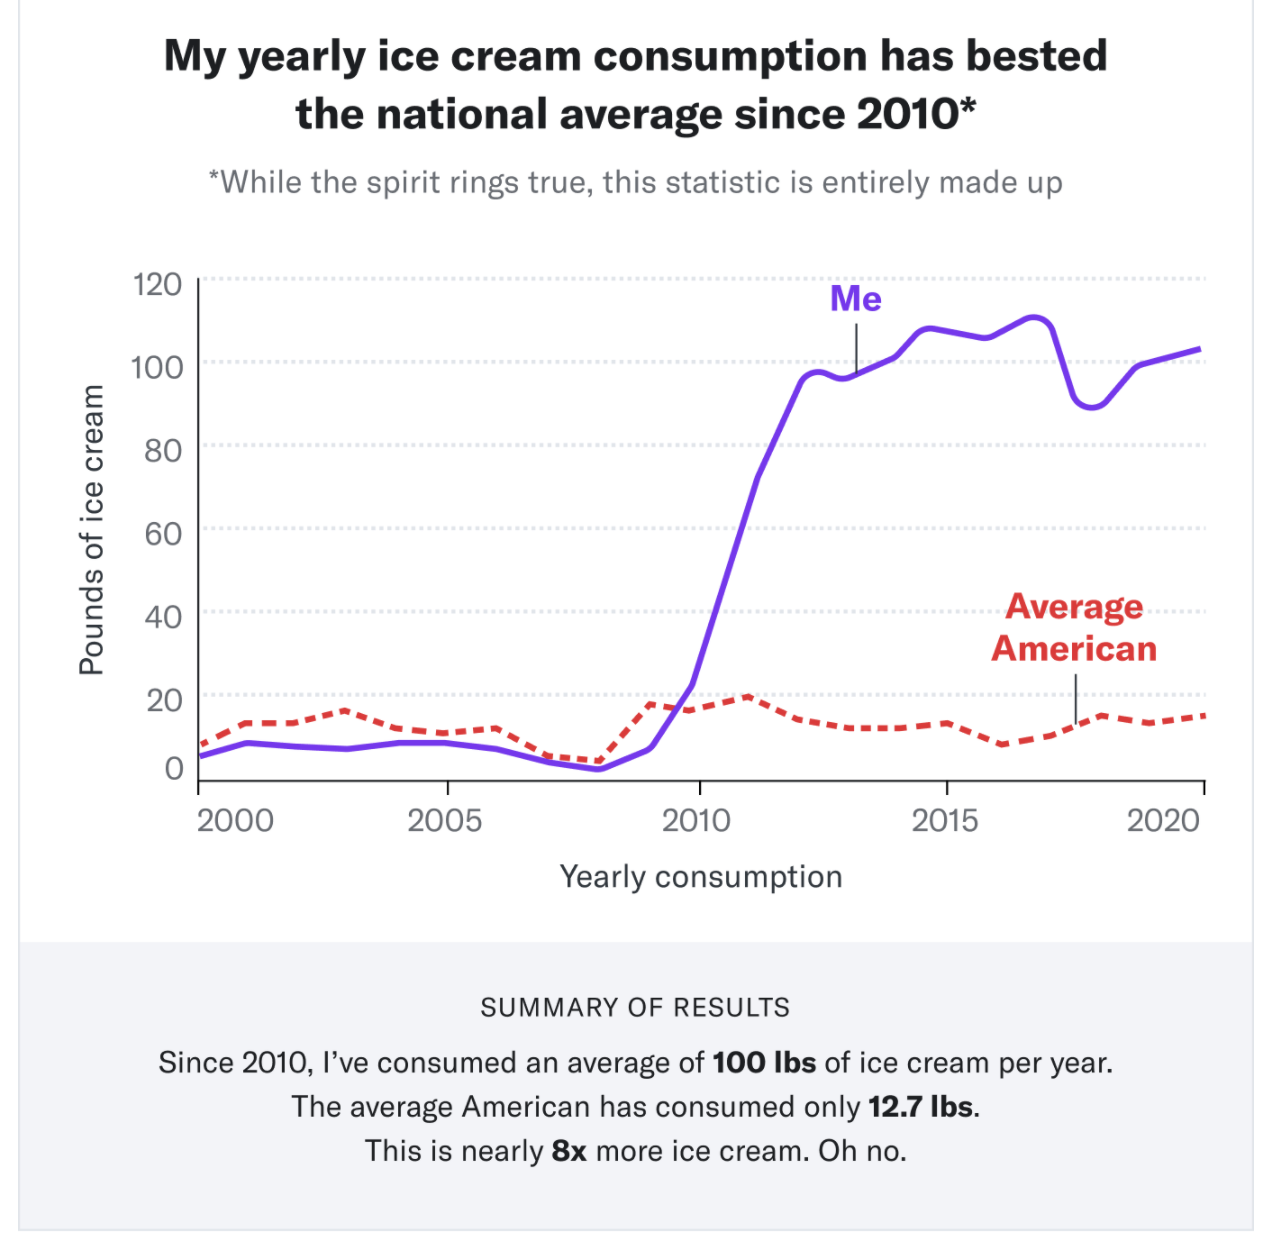 My yearly ice cream consumption has bested
the national average since 2010*
*While the spirit rings true, this statistic is entirely made up
120
100
80
60
40
20
0
Pounds of ice cream
Me
Average
American
2000
2005
2010
2015
2020
Yearly consumption
SUMMARY OF RESULTS
Since 2010, I’ve consumed an average of 100 lbs of ice cream per year.
The average American has consumed only 12.7 lbs.
This is nearly 8x more ice cream. Oh no.